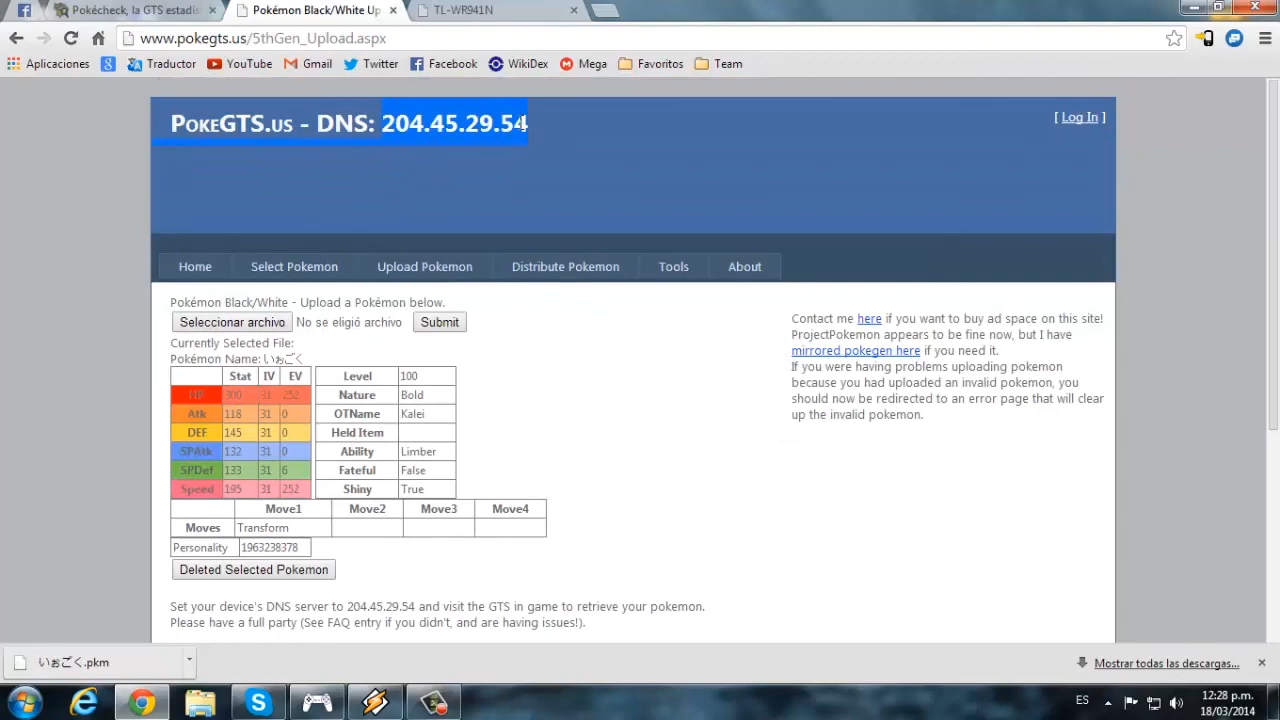 Pokécheck, la GTS estadís
Pokémon Black/White Up
TL-WR941N
www.pokegts.us/5thGen_Upload.aspx
Aplicaciones Traductor YouTube Gmail Twitter Facebook WikiDex Mega Favoritos Team
PokeGTS.us - DNS: 204.45.29.54
[ Log In ]
Home Select Pokemon Upload Pokemon Distribute Pokemon Tools About
Pokémon Black/White - Upload a Pokémon below.
Seleccionar archivo No se eligió archivo Submit
Currently Selected File:
Pokémon Name: いぉごく
Stat IV EV
HP 300 31 252
Atk 118 31 0
DEF 145 31 0
SPAtk 132 31 0
SPDef 133 31 6
Speed 195 31 252
Level 100
Nature Bold
OTName Kalei
Held Item
Ability Limber
Fateful False
Shiny True
Move1 Move2 Move3 Move4
Moves Transform
Personality 1963238378
Deleted Selected Pokemon
Set your device's DNS server to 204.45.29.54 and visit the GTS in game to retrieve your pokemon.
Please have a full party (See FAQ entry if you didn't, and are having issues!).
Contact me here if you want to buy ad space on this site!
ProjectPokemon appears to be fine now, but I have
mirrored pokegen here if you need it.
If you were having problems uploading pokemon
because you had uploaded an invalid pokemon, you
should now be redirected to an error page that will clear
up the invalid pokemon.
いぉごく.pkm
Mostrar todas las descargas...
ES
12:28 p.m.
18/03/2014